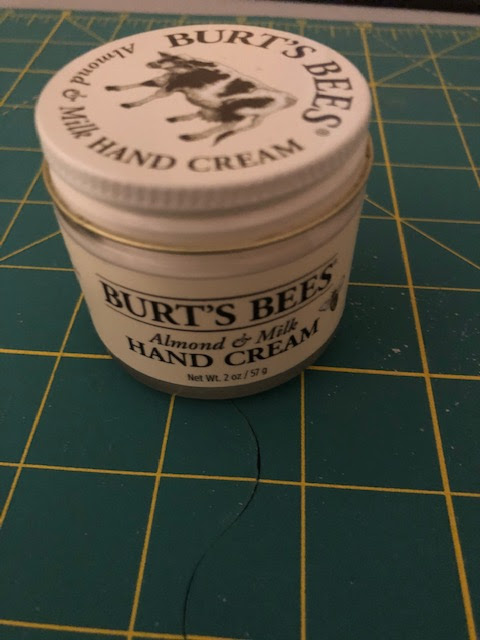 BURT'S BEES®
Almond & Milk HAND CREAM
BURT'S BEES®
Almond & Milk
HAND CREAM
Net Wt. 2 oz / 57 g